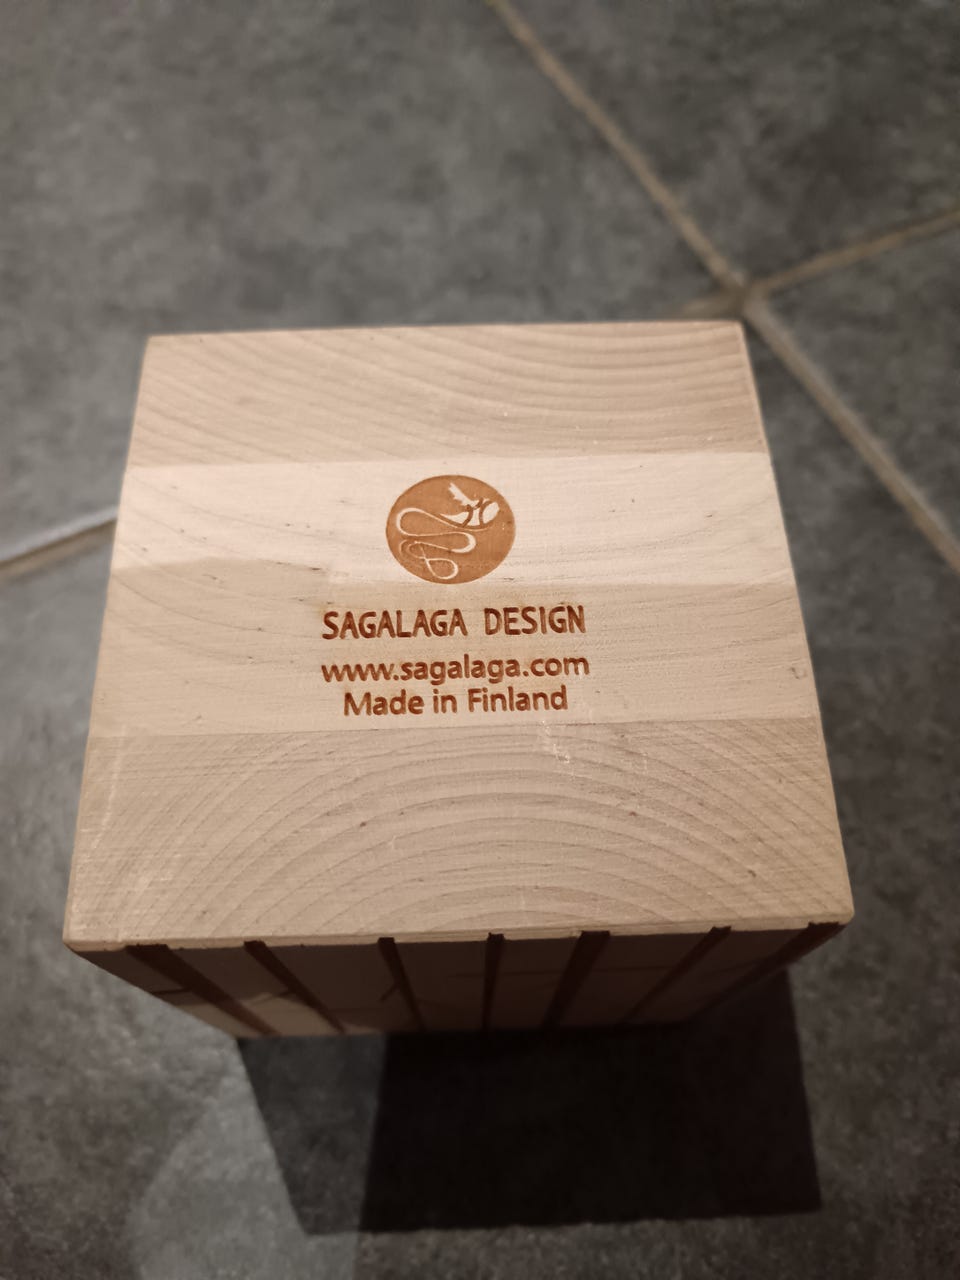 SAGALAGA DESIGN
www.sagalaga.com
Made in Finland